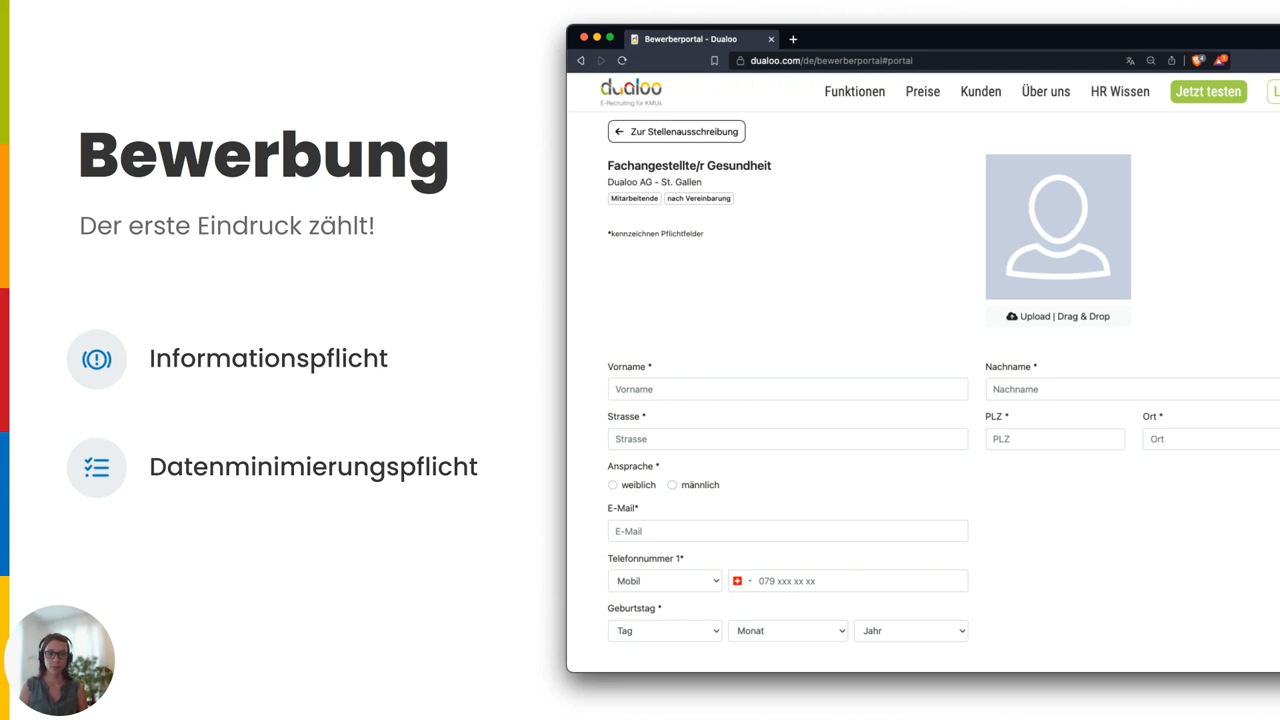 Bewerbung
Der erste Eindruck zählt!
Informationspflicht
Datenminimierungspflicht
Bewerberportal - Dualoo
dualoo.com/de/bewerberportal#portal
dualoo
E-Recruiting für KMUs
Funktionen Preise Kunden Über uns HR Wissen Jetzt testen L
Zur Stellenausschreibung
Fachangestellte/r Gesundheit
Dualoo AG - St. Gallen
Mitarbeitende nach Vereinbarung
*kennzeichnen Pflichtfelder
Upload | Drag & Drop
Vorname * Nachname *
Vorname Nachname
Strasse * PLZ * Ort *
Strasse PLZ Ort
Ansprache *
weiblich männlich
E-Mail*
E-Mail
Telefonnummer 1*
Mobil 079 xxx xx xx
Geburtstag *
Tag Monat Jahr